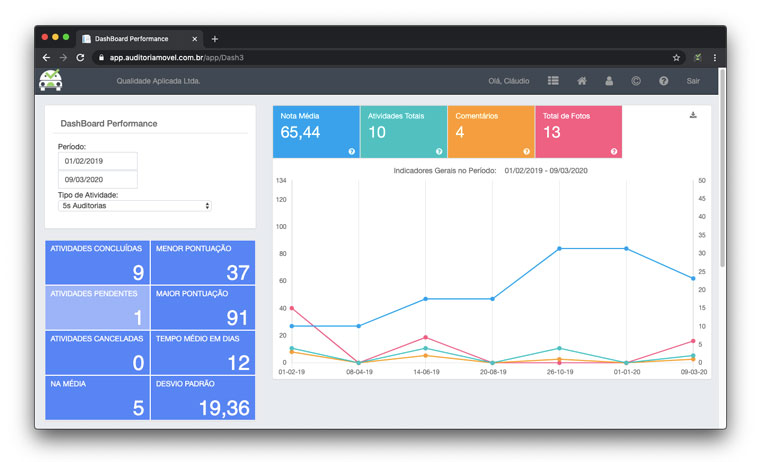 DashBoard Performance
app.auditoriamovel.com.br/app/Dash3
Qualidade Aplicada Ltda.
Olá, Cláudio
Sair
DashBoard Performance
Período:
01/02/2019
09/03/2020
Tipo de Atividade:
5s Auditorias
ATIVIDADES CONCLUÍDAS
9
MENOR PONTUAÇÃO
37
ATIVIDADES PENDENTES
1
MAIOR PONTUAÇÃO
91
ATIVIDADES CANCELADAS
0
TEMPO MÉDIO EM DIAS
12
NA MÉDIA
5
DESVIO PADRÃO
19,36
Nota Média
65,44
Atividades Totais
10
Comentários
4
Total de Fotos
13
Indicadores Gerais no Período: 01/02/2019 - 09/03/2020
134
120
100
80
60
40
20
0
50
45
40
35
30
25
20
15
10
5
0
01-02-19 08-04-19 14-06-19 20-08-19 26-10-19 01-01-20 09-03-20